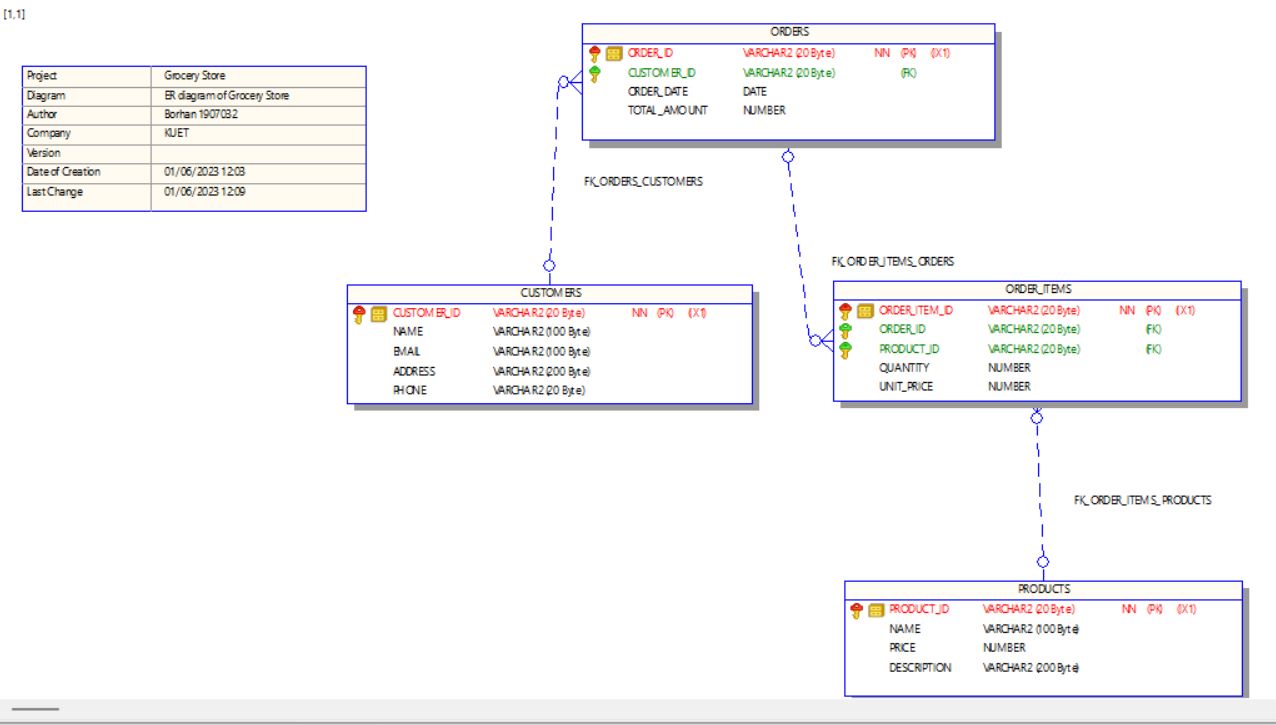 [1,1]
Project Grocery Store
Diagram ER diagram of Grocery Store
Author Borhan 1907032
Company KUET
Version
Date of Creation 01/06/2023 12:03
Last Change 01/06/2023 12:09
ORDERS
ORDER_ID VARCHAR2 (20 Byte) NN (PK) (IX1)
CUSTOMER_ID VARCHAR2 (20 Byte) (FK)
ORDER_DATE DATE
TOTAL_AMOUNT NUMBER
FK_ORDERS_CUSTOMERS
FK_ORDER_ITEMS_ORDERS
CUSTOMERS
CUSTOMER_ID VARCHAR2 (20 Byte) NN (PK) (IX1)
NAME VARCHAR2 (100 Byte)
EMAIL VARCHAR2 (100 Byte)
ADDRESS VARCHAR2 (200 Byte)
PHONE VARCHAR2 (20 Byte)
ORDER_ITEMS
ORDER_ITEM_ID VARCHAR2 (20 Byte) NN (PK) (IX1)
ORDER_ID VARCHAR2 (20 Byte) (FK)
PRODUCT_ID VARCHAR2 (20 Byte) (FK)
QUANTITY NUMBER
UNIT_PRICE NUMBER
FK_ORDER_ITEMS_PRODUCTS
PRODUCTS
PRODUCT_ID VARCHAR2 (20 Byte) NN (PK) (IX1)
NAME VARCHAR2 (100 Byte)
PRICE NUMBER
DESCRIPTION VARCHAR2 (200 Byte)